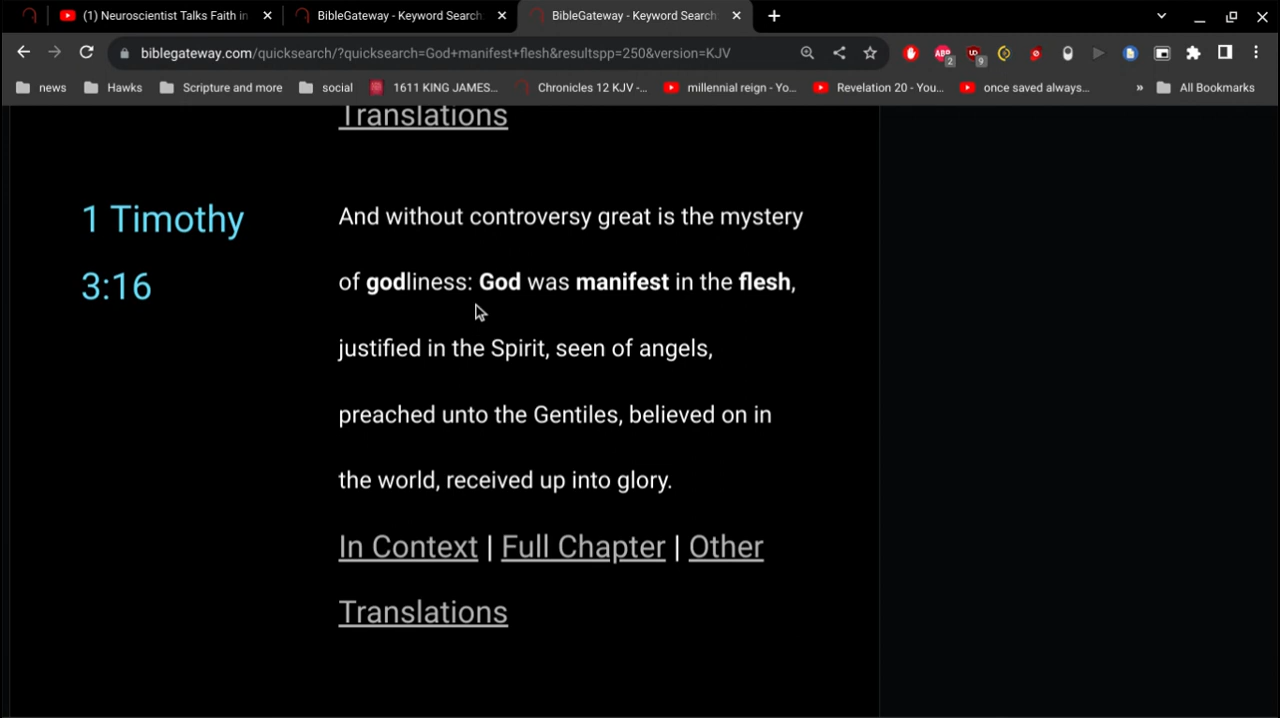 (1) Neuroscientist Talks Faith in
BibleGateway - Keyword Search
BibleGateway - Keyword Search
biblegateway.com/quicksearch/?quicksearch=God+manifest+flesh&resultspp=250&version=KJV
2
9
news
Hawks
Scripture and more
social
1611 KING JAMES...
Chronicles 12 KJV -...
millennial reign - Yo...
Revelation 20 - You...
once saved always...
»
All Bookmarks
Translations
1 Timothy
3:16
And without controversy great is the mystery
of godliness: God was manifest in the flesh,
justified in the Spirit, seen of angels,
preached unto the Gentiles, believed on in
the world, received up into glory.
In Context | Full Chapter | Other
Translations